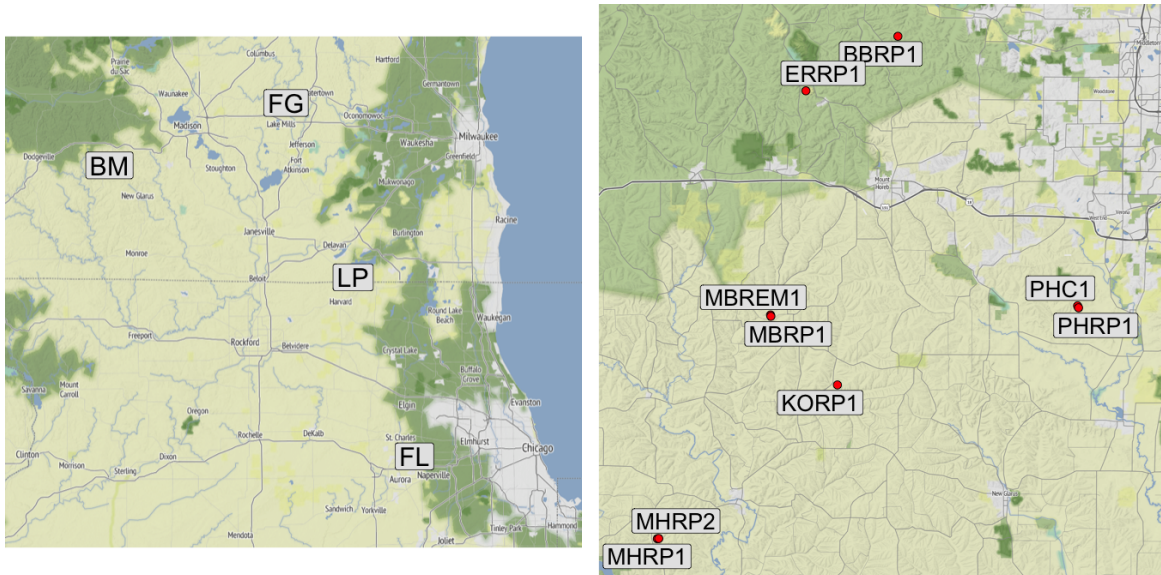 Columbus
Hartford
Prairie
du Sac
Germantown
Waunakee
tertown
FG
Oconomowoc
Lake Mills
Madison
Milwaukee
Waukesha
Jefferson
Greenfield
Dodgeville
BM
Fort
Atkinson
Stoughton
Mukwonago
New Glarus
Racine
Janesville
Burlington
Delavan
Monroe
LP
Beloit
Harvard
Round Lake
Beach
Waukegan
Freeport
Rockford
Belvidere
Crystal Lake
Buffalo
Grove
Savanna
Mount
Carroll
Evanston
Elgin
Oregon
Rochelle
DeKalb
St. Charles
Elmhurst
Chicago
FL
Clinton
Morrison
Dixon
Sterling
Naperville
Aurora
Sandwich
Yorkville
Tinley Park
Hammond
Mendota
Joliet
BBRP1
ERRP1
Middleton
Mount
Horeb
Verona
MBREM1
MBRP1
PHC1
PHRP1
KORP1
New Glarus
MHRP2
MHRP1